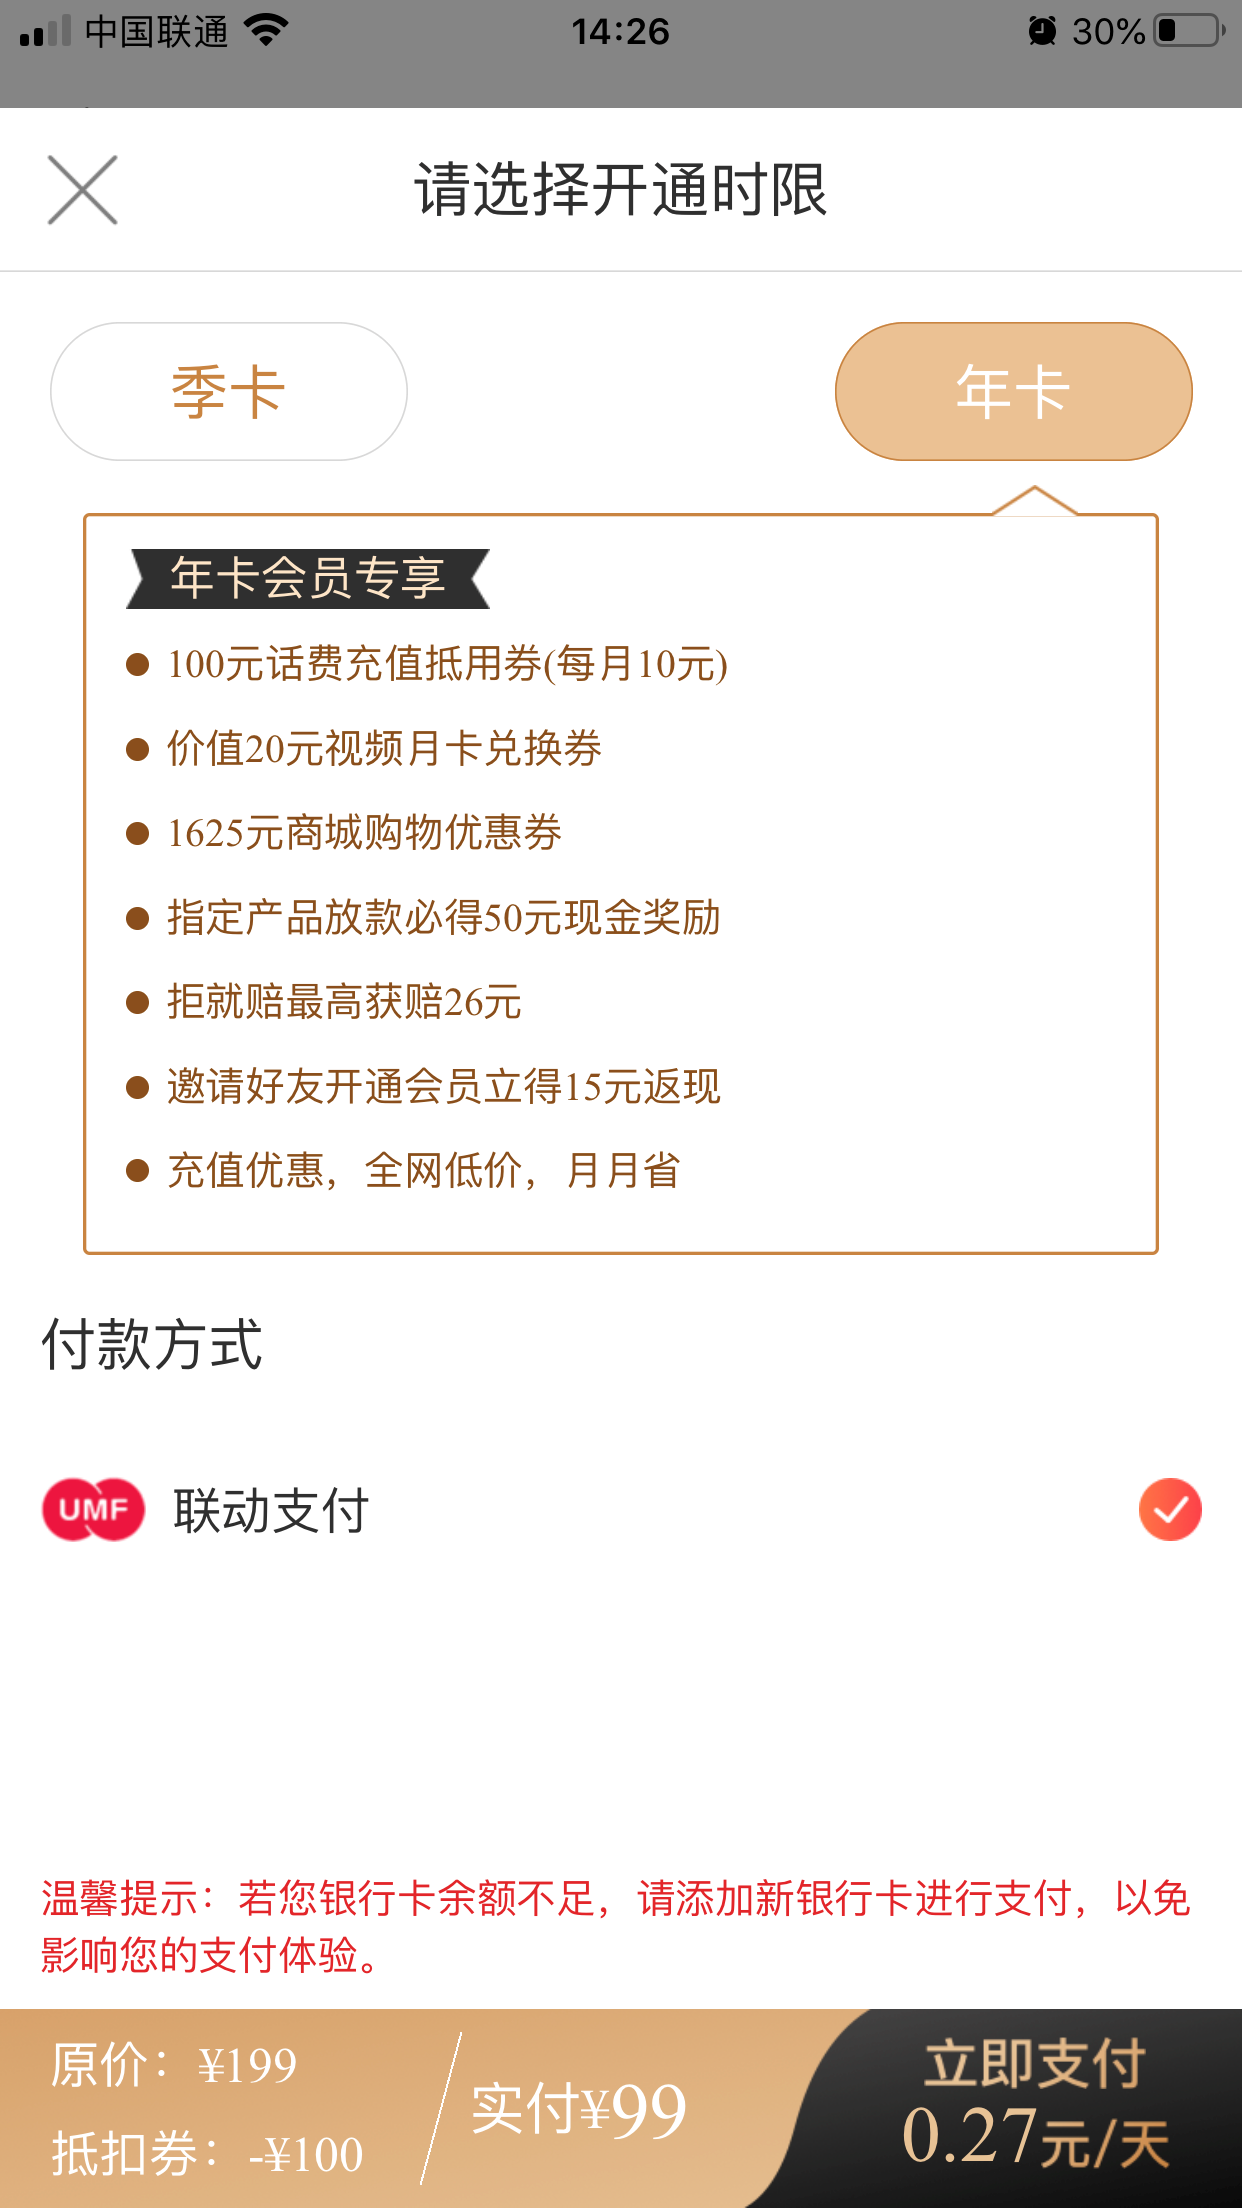 中国联通
14:26
30%
请选择开通时限
季卡
年卡
年卡会员专享
100元话费充值抵用券(每月10元)
价值20元视频月卡兑换券
1625元商城购物优惠券
指定产品放款必得50元现金奖励
拒就赔最高获赔26元
邀请好友开通会员立得15元返现
充值优惠，全网低价，月月省
付款方式
UMF 联动支付
温馨提示：若您银行卡余额不足，请添加新银行卡进行支付，以免
影响您的支付体验。
原价：¥199
抵扣券：-¥100
实付¥99
立即支付
0.27元/天